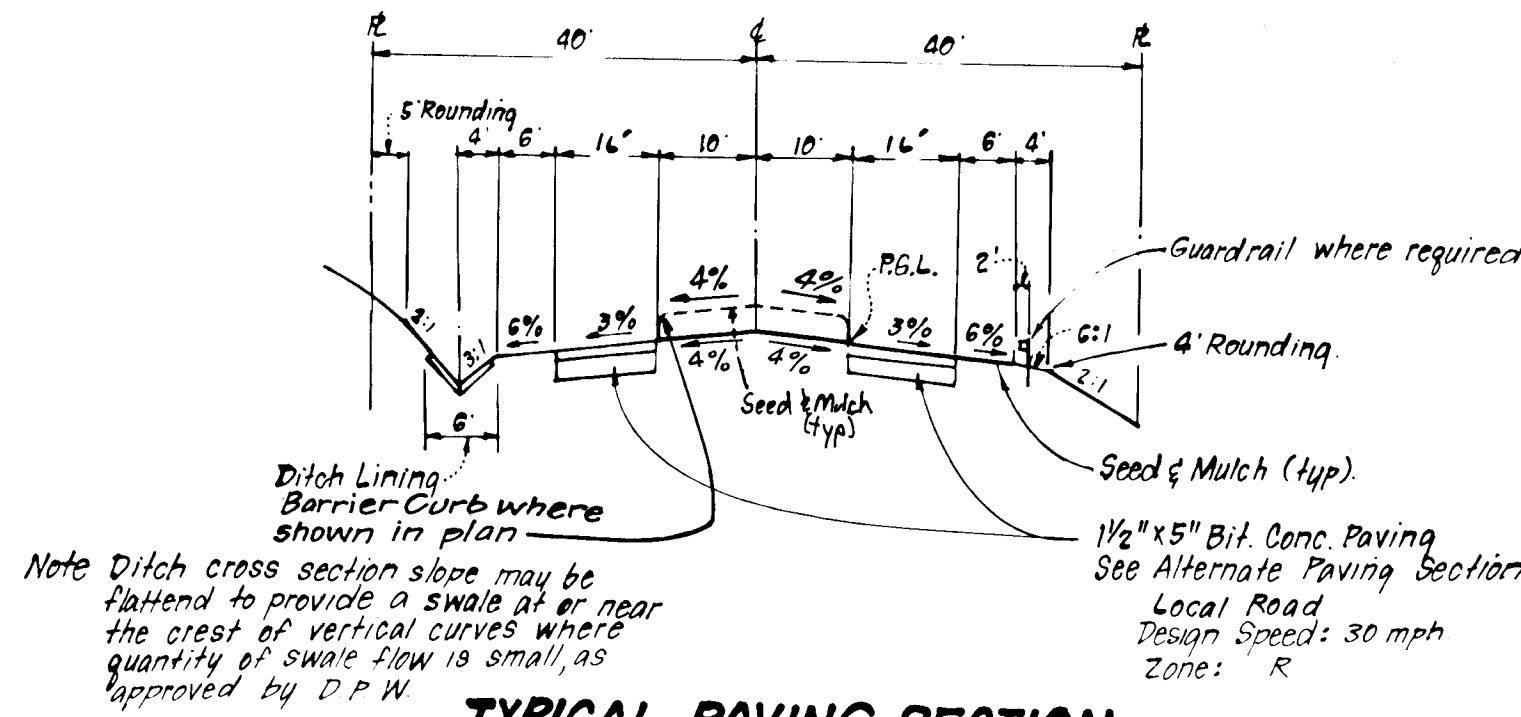 PL 40' CL 40' PL
5' Rounding
4' 6' 16' 10' 10' 16' 6' 4'
Guardrail where required
P.G.L. 2'
4% 4%
2:1 3:1 6% 3% 3% 6% 6:1
4% 4%
4' Rounding.
2:1
Seed & Mulch
(typ)
6'
Ditch Lining
Seed & Mulch (typ).
Barrier Curb where
shown in plan
1½" x 5" Bit. Conc. Paving
See Alternate Paving Section
Local Road
Design Speed: 30 mph
Zone: R
Note Ditch cross section slope may be
flattend to provide a swale at or near
the crest of vertical curves where
quantity of swale flow is small, as
approved by D.P.W.
TYPICAL PAVING SECTION